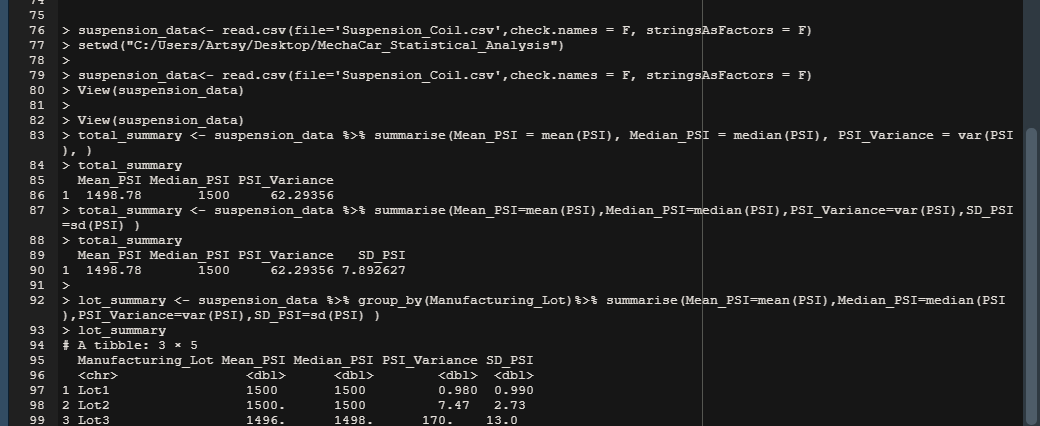 74
75
76 > suspension_data<- read.csv(file='Suspension_Coil.csv',check.names = F, stringsAsFactors = F)
77 > setwd("C:/Users/Artsy/Desktop/MechaCar_Statistical_Analysis")
78 >
79 > suspension_data<- read.csv(file='Suspension_Coil.csv',check.names = F, stringsAsFactors = F)
80 > View(suspension_data)
81 >
82 > View(suspension_data)
83 > total_summary <- suspension_data %>% summarise(Mean_PSI = mean(PSI), Median_PSI = median(PSI), PSI_Variance = var(PSI
), )
84 > total_summary
85   Mean_PSI Median_PSI PSI_Variance
86 1  1498.78       1500     62.29356
87 > total_summary <- suspension_data %>% summarise(Mean_PSI=mean(PSI),Median_PSI=median(PSI),PSI_Variance=var(PSI),SD_PSI
=sd(PSI) )
88 > total_summary
89   Mean_PSI Median_PSI PSI_Variance   SD_PSI
90 1  1498.78       1500     62.29356 7.892627
91 >
92 > lot_summary <- suspension_data %>% group_by(Manufacturing_Lot)%>% summarise(Mean_PSI=mean(PSI),Median_PSI=median(PSI
),PSI_Variance=var(PSI),SD_PSI=sd(PSI) )
93 > lot_summary
94 # A tibble: 3 × 5
95   Manufacturing_Lot Mean_PSI Median_PSI PSI_Variance SD_PSI
96   <chr>                <dbl>      <dbl>        <dbl>  <dbl>
97 1 Lot1                 1500       1500         0.980  0.990
98 2 Lot2                 1500.      1500         7.47   2.73
99 3 Lot3                 1496.      1498.      170.    13.0